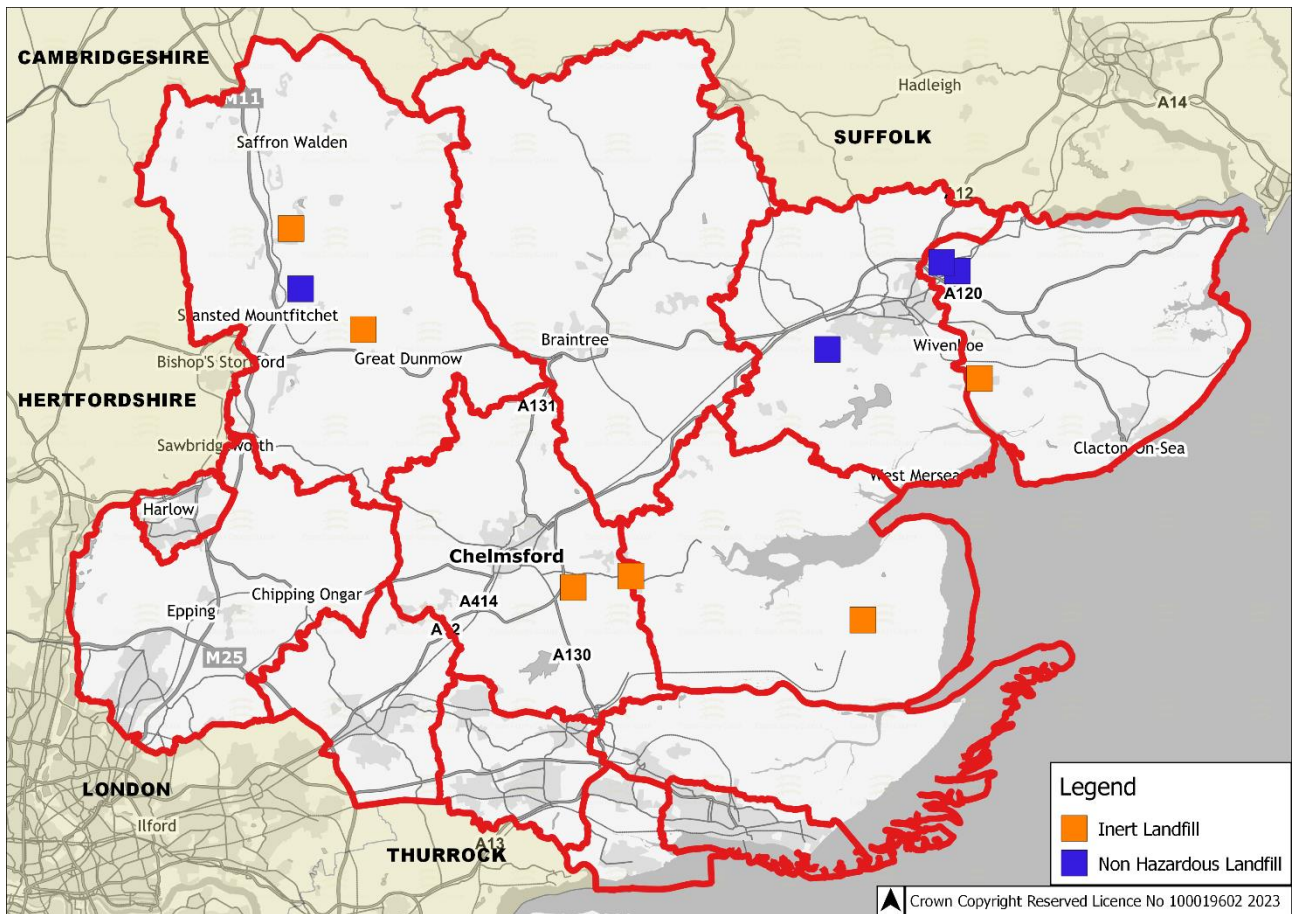 CAMBRIDGESHIRE
Hadleigh
M11
A14
Saffron Walden
SUFFOLK
A12
A120
Stansted Mountfitchet
Braintree
Wivenhoe
Bishop'S Stortford
Great Dunmow
HERTFORDSHIRE
A131
Sawbridgeworth
Clacton-On-Sea
West Mersea
Harlow
Chelmsford
Chipping Ongar
A414
Epping
A12
A130
M25
LONDON
Ilford
A13
THURROCK
Legend
Inert Landfill
Non Hazardous Landfill
Crown Copyright Reserved Licence No 100019602 2023